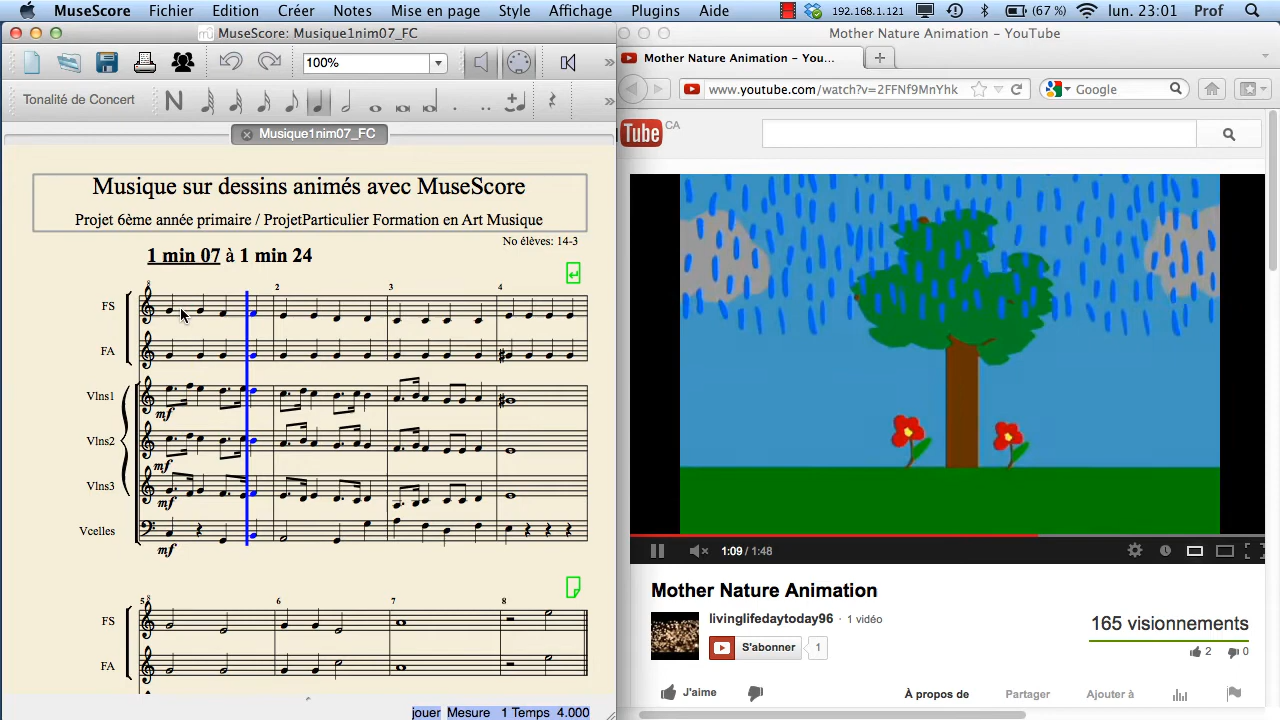 MuseScore Fichier Edition Créer Notes Mise en page Style Affichage Plugins Aide 192.168.1.121 (67 %) lun. 23:01 Prof
MuseScore: Musique1nim07_FC
100%
Tonalité de Concert
Musique1nim07_FC
Musique sur dessins animés avec MuseScore
Projet 6ème année primaire / ProjetParticulier Formation en Art Musique
No élèves: 14-3
1 min 07 à 1 min 24
8 2 3 4
FS
8
FA
Vlns1
mf
Vlns2
mf
Vlns3
mf
Vcelles
mf
5 8 6 7 8
FS
FA
jouer Mesure 1 Temps 4.000
Mother Nature Animation - YouTube
Mother Nature Animation - You...
www.youtube.com/watch?v=2FFNf9MnYhk
Google
Tube CA
1:09 / 1:48
Mother Nature Animation
livinglifedaytoday96 · 1 vidéo
S'abonner 1
165 visionnements
2 0
J'aime
À propos de Partager Ajouter à